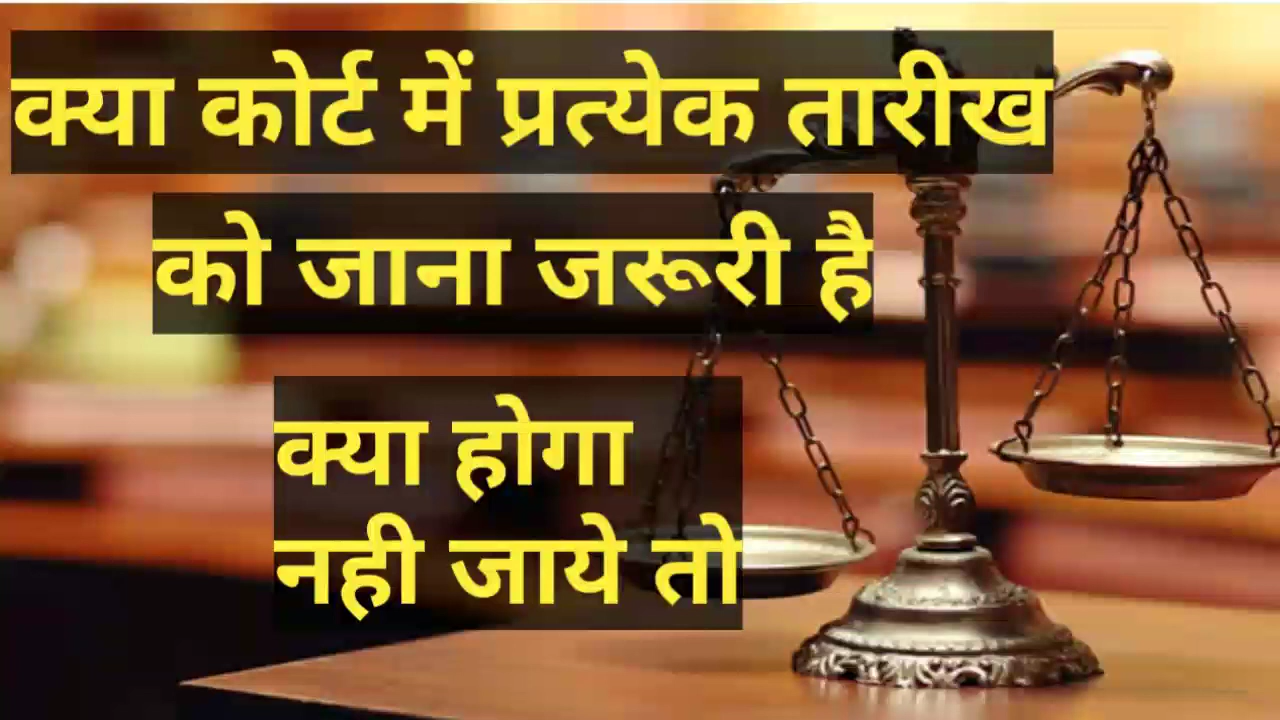 क्या कोर्ट में प्रत्येक तारीख
को जाना जरूरी है
क्या होगा
नही जाये तो